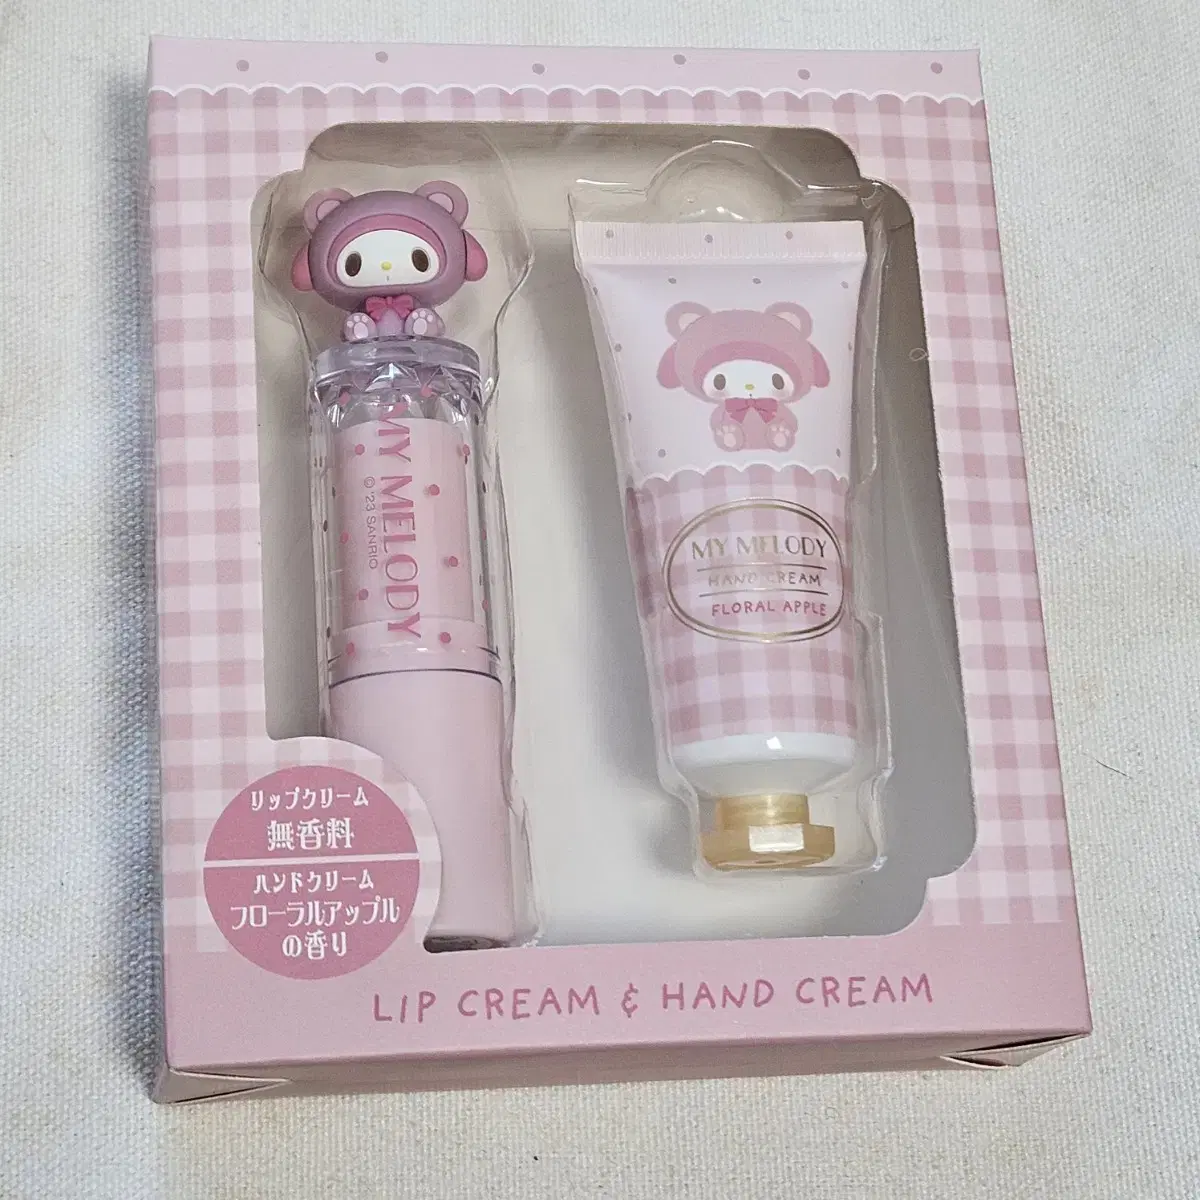 MY MELODY
© '23 SANRIO
MY MELODY
HAND CREAM
FLORAL APPLE
リップクリーム
無香料
ハンドクリーム
フローラルアップル
の香り
LIP CREAM & HAND CREAM